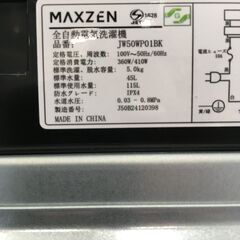 MAXZEN
全自動電気洗濯機
品番: JW50WP01BK
定格電圧、周波数: 100V~50Hz/60Hz
定格消費電力: 360W/410W
標準洗濯、脱水容量: 5.0kg
標準水量: 45L
標準使用水量: 115L
防水グレード: IPX4
水道水圧: 0.03 - 0.8MPa
製造番号: J50B24120398
MADE IN CHINA